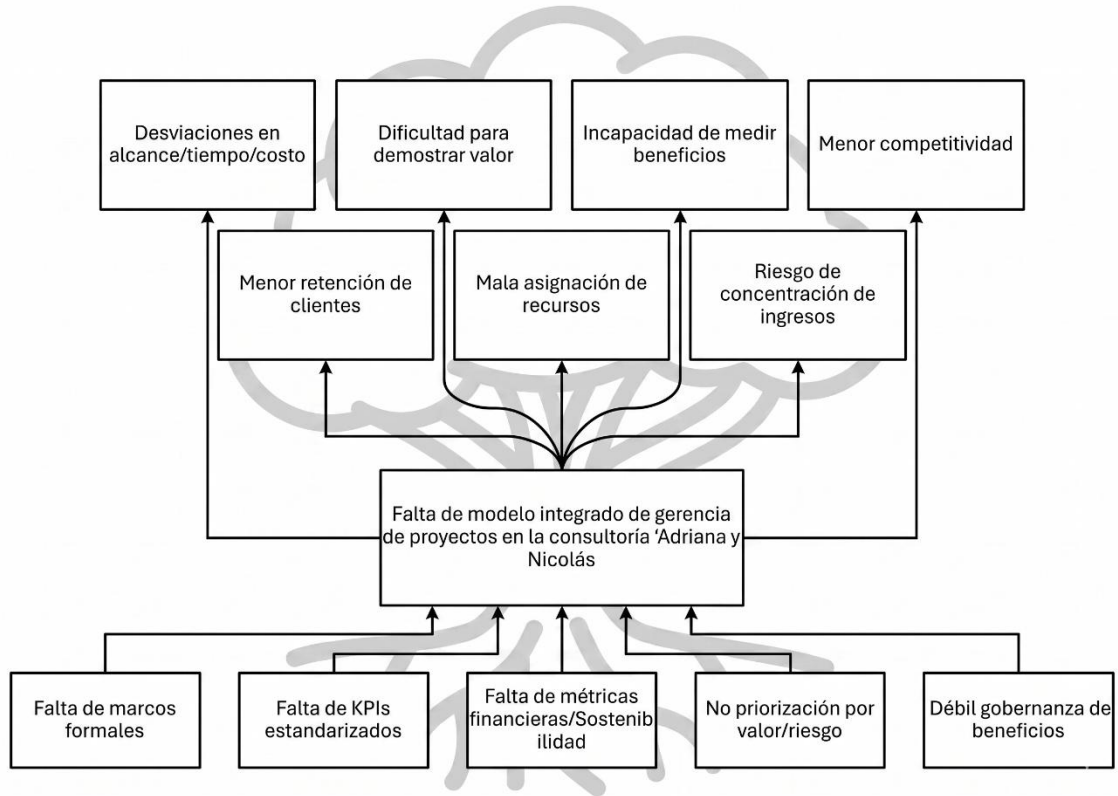 Desviaciones en
alcance/tiempo/costo
Dificultad para
demostrar valor
Incapacidad de medir
beneficios
Menor competitividad
Menor retención de
clientes
Mala asignación de
recursos
Riesgo de
concentración de
ingresos
Falta de modelo integrado de gerencia
de proyectos en la consultoría ‘Adriana y
Nicolás
Falta de marcos
formales
Falta de KPIs
estandarizados
Falta de métricas
financieras/Sostenib
ilidad
No priorización por
valor/riesgo
Débil gobernanza de
beneficios